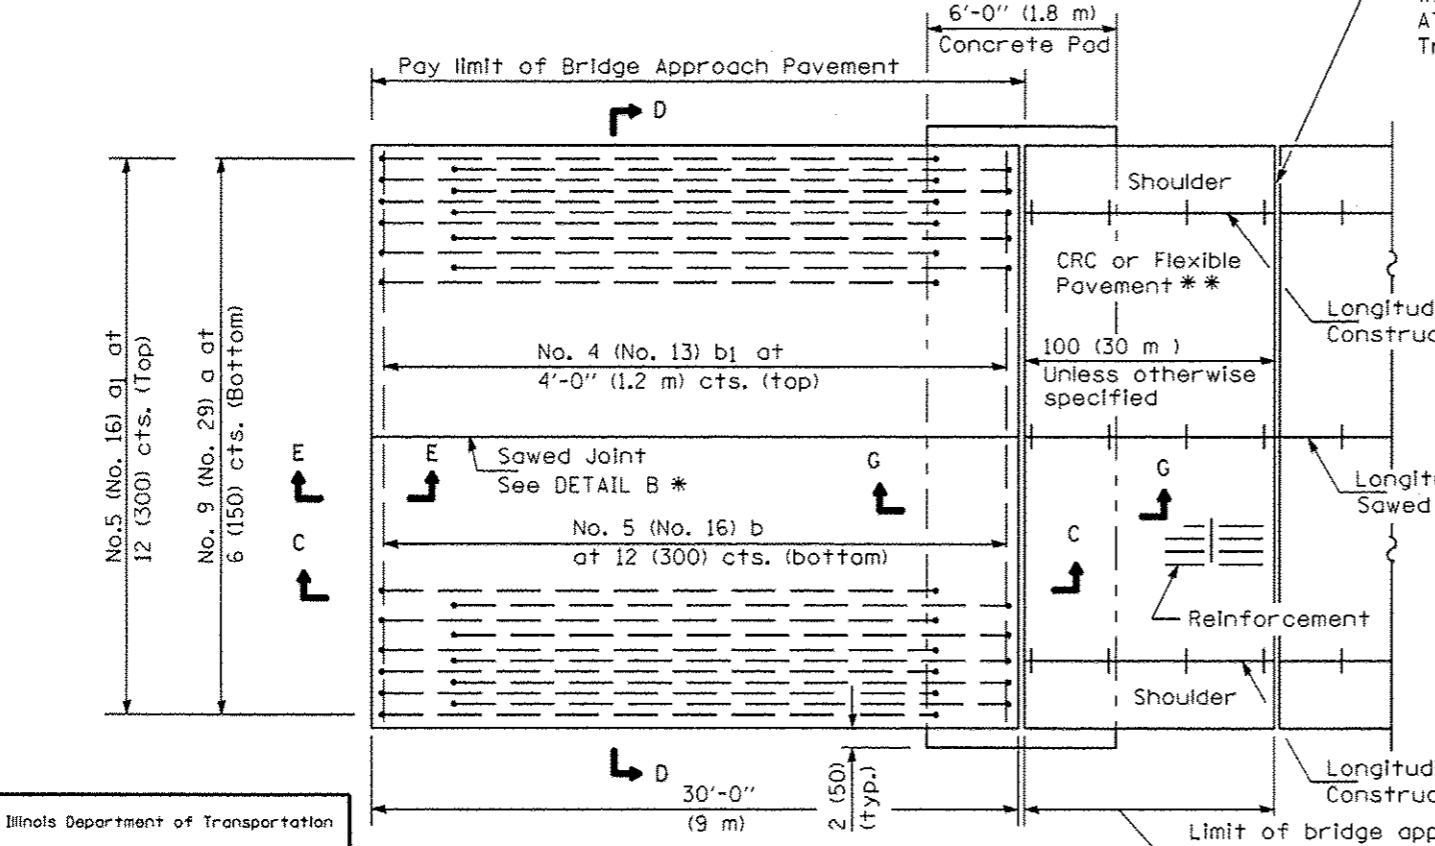 6'-0" (1.8 m)
Concrete Pad
Pay limit of Bridge Approach Pavement
D
Shoulder
CRC or Flexible
Pavement * *
Longitud
Construc
No. 5 (No. 16) a1 at
12 (300) cts. (Top)
No. 9 (No. 29) a at
6 (150) cts. (Bottom)
No. 4 (No. 13) b1 at
4'-0" (1.2 m) cts. (top)
100 (30 m )
Unless otherwise
specified
E
E
Sawed Joint
See DETAIL B *
G
G
Longit
Sawed
No. 5 (No. 16) b
at 12 (300) cts. (bottom)
C
C
Reinforcement
Shoulder
D
30'-0"
(9 m)
2 (50)
(typ.)
Longitud
Construc
Limit of bridge app
Illinois Department of Transportation